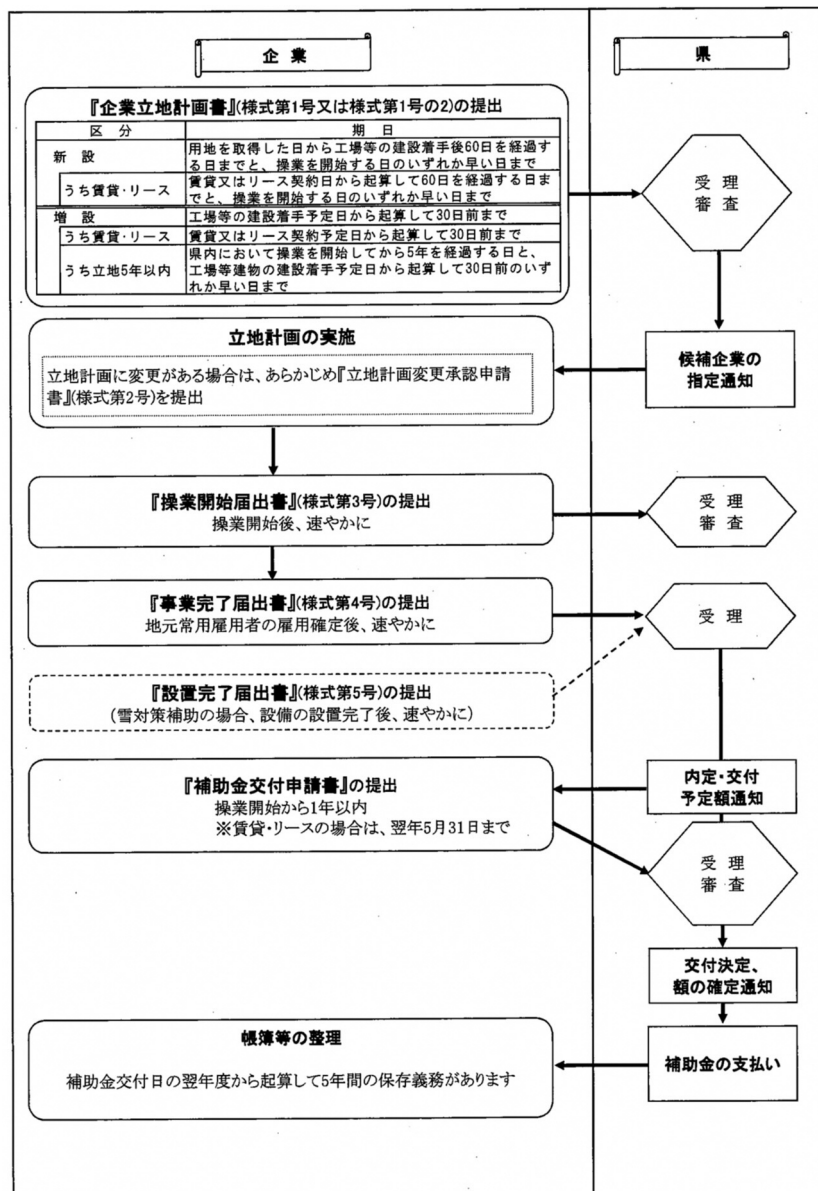 企 業
県
『企業立地計画書』(様式第1号又は様式第1号の2)の提出
区 分
期 日
新 設
用地を取得した日から工場等の建設着手後60日を経過す
る日までと、操業を開始する日のいずれか早い日まで
うち賃貸・リース
賃貸又はリース契約日から起算して60日を経過する日ま
でと、操業を開始する日のいずれか早い日まで
増 設
工場等の建設着手予定日から起算して30日前まで
うち賃貸・リース
賃貸又はリース契約予定日から起算して30日前まで
うち立地5年以内
県内において操業を開始してから5年を経過する日と、
工場等建物の建設着手予定日から起算して30日前のいず
れか早い日まで
受 理
審 査
立地計画の実施
立地計画に変更がある場合は、あらかじめ『立地計画変更承認申請
書』(様式第2号)を提出
候補企業の
指定通知
『操業開始届出書』(様式第3号)の提出
操業開始後、速やかに
受 理
審 査
『事業完了届出書』(様式第4号)の提出
地元常用雇用者の雇用確定後、速やかに
受 理
『設置完了届出書』(様式第5号)の提出
(雪対策補助の場合、設備の設置完了後、速やかに)
『補助金交付申請書』の提出
操業開始から1年以内
※賃貸・リースの場合は、翌年5月31日まで
内定・交付
予定額通知
受 理
審 査
交付決定、
額の確定通知
帳簿等の整理
補助金交付日の翌年度から起算して5年間の保存義務があります
補助金の支払い